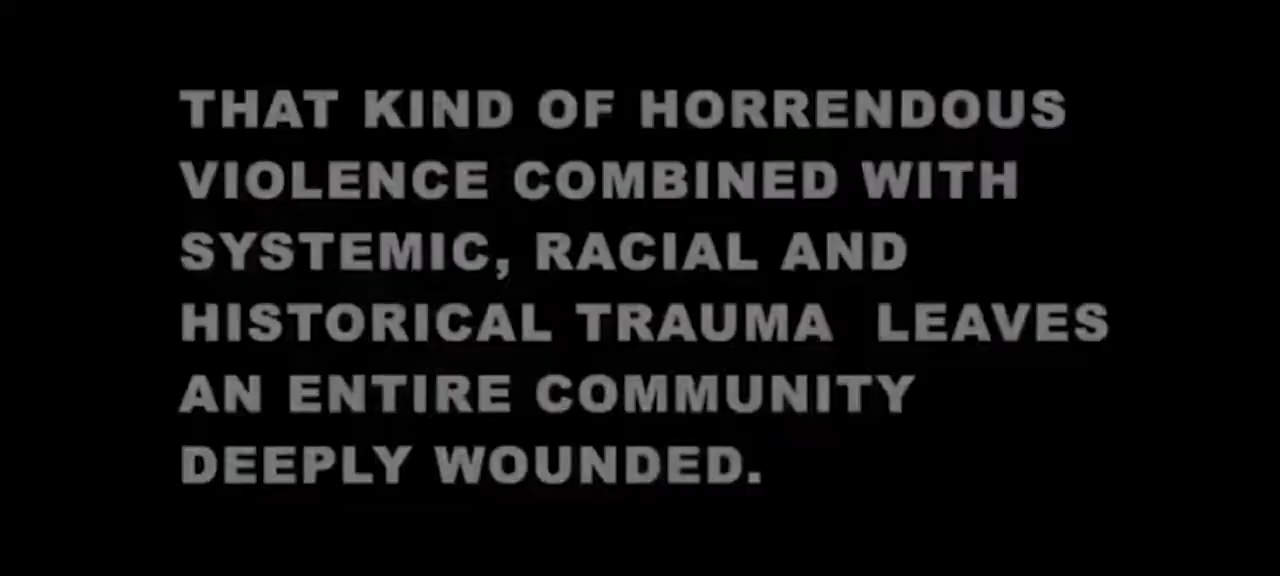 THAT KIND OF HORRENDOUS
VIOLENCE COMBINED WITH
SYSTEMIC, RACIAL AND
HISTORICAL TRAUMA  LEAVES
AN ENTIRE COMMUNITY
DEEPLY WOUNDED.